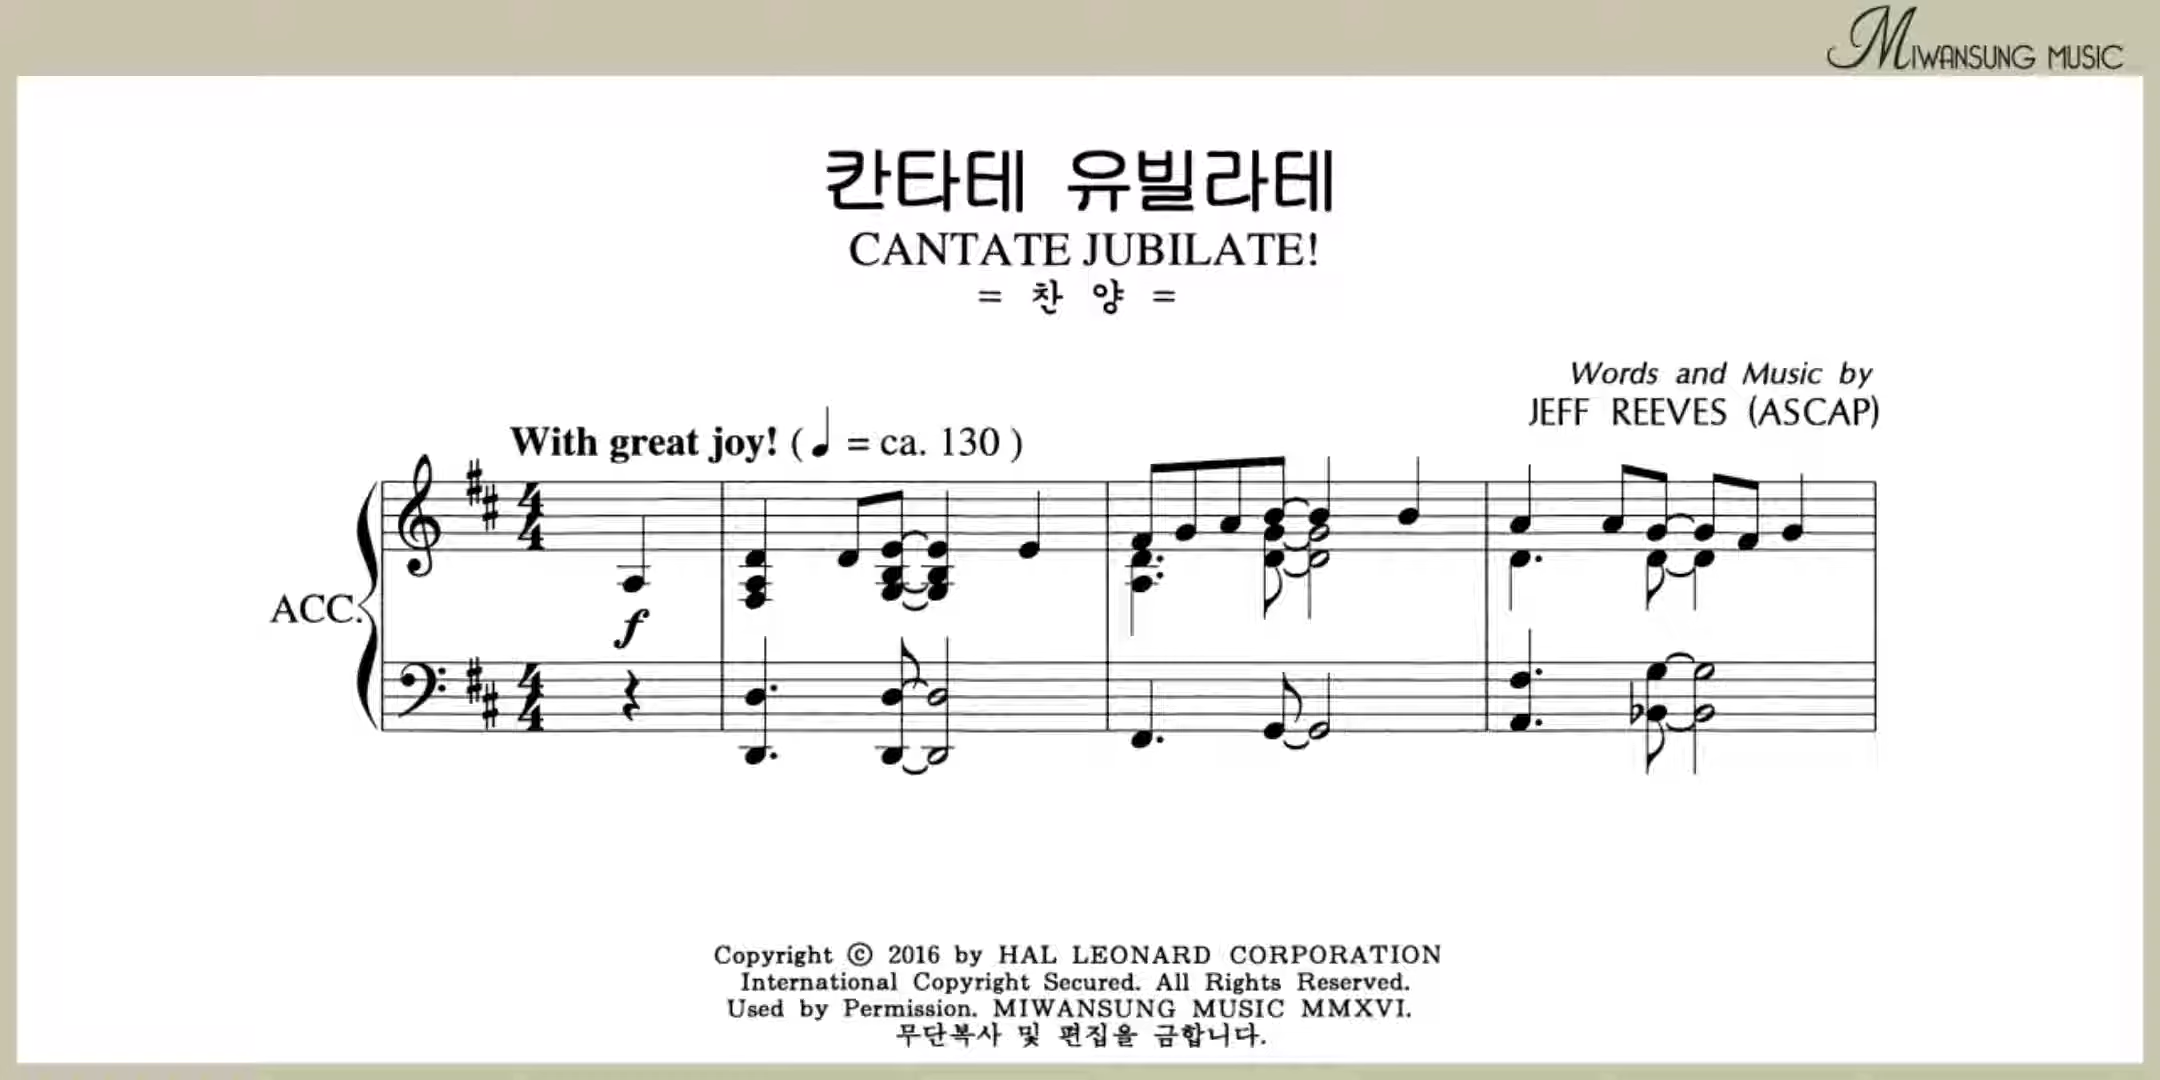 MIWANSUNG MUSIC
칸타테 유빌라테
CANTATE JUBILATE!
= 찬 양 =
Words and Music by
JEFF REEVES (ASCAP)
With great joy! (♩ = ca. 130 )
ACC.
f
Copyright ⓒ 2016 by HAL LEONARD CORPORATION
International Copyright Secured. All Rights Reserved.
Used by Permission. MIWANSUNG MUSIC MMXVI.
무단복사 및 편집을 금합니다.